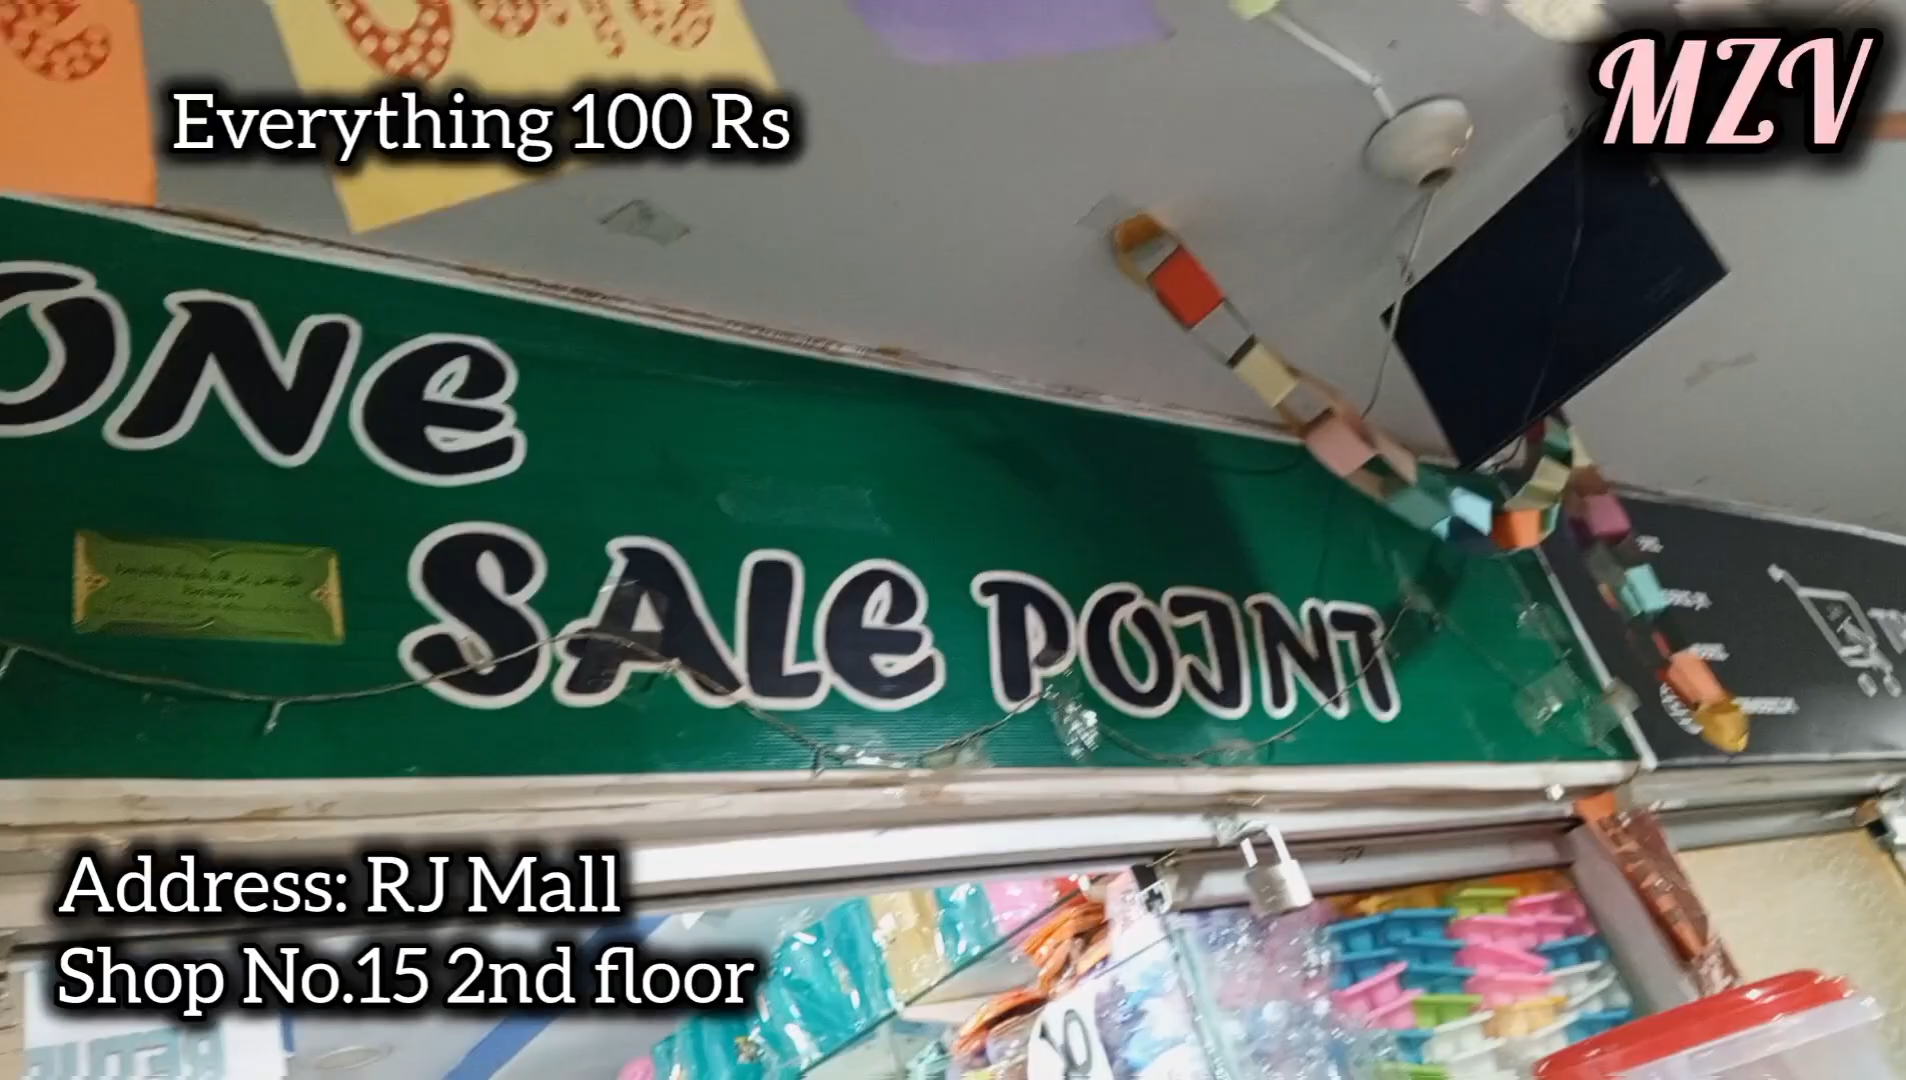 MZV
Everything 100 Rs
ONE
SALE POINT
Address: RJ Mall
Shop No.15 2nd floor